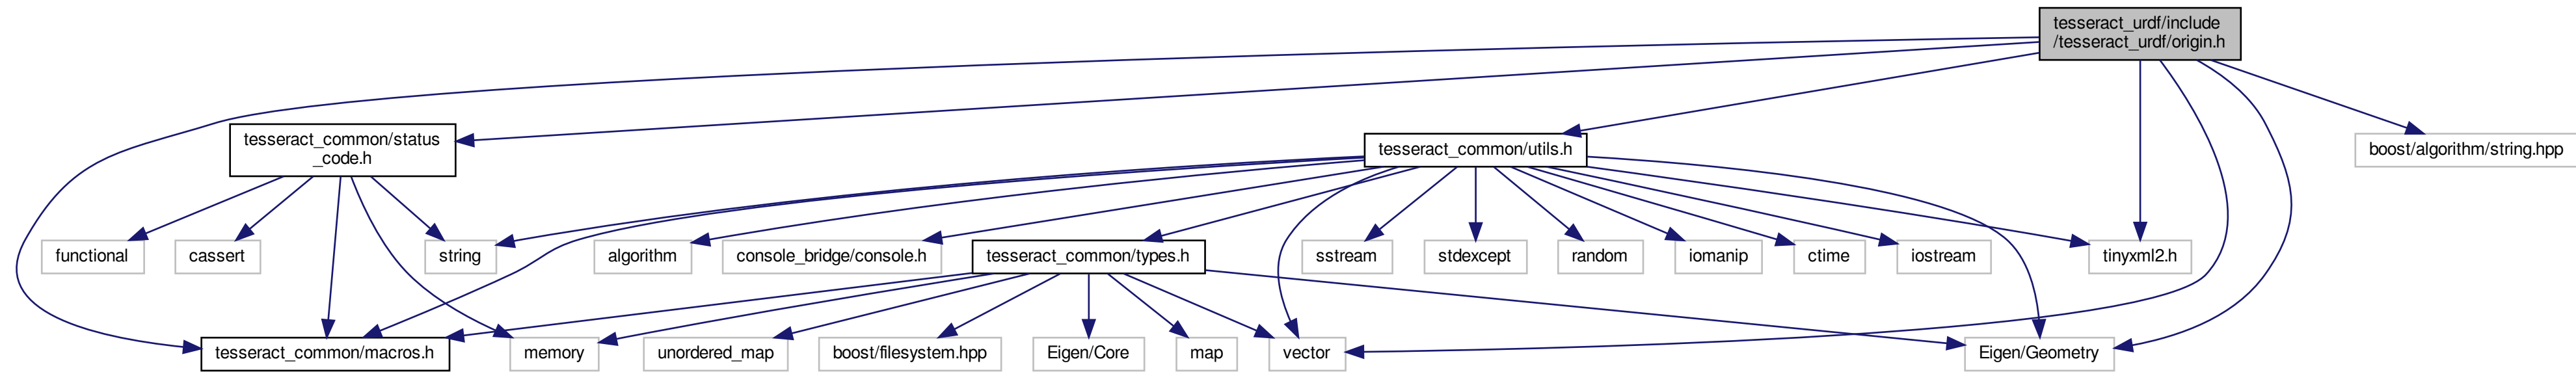 tesseract_urdf/include
/tesseract_urdf/origin.h
tesseract_common/status
_code.h
tesseract_common/utils.h
boost/algorithm/string.hpp
functional
cassert
string
algorithm
console_bridge/console.h
tesseract_common/types.h
sstream
stdexcept
random
iomanip
ctime
iostream
tinyxml2.h
tesseract_common/macros.h
memory
unordered_map
boost/filesystem.hpp
Eigen/Core
map
vector
Eigen/Geometry